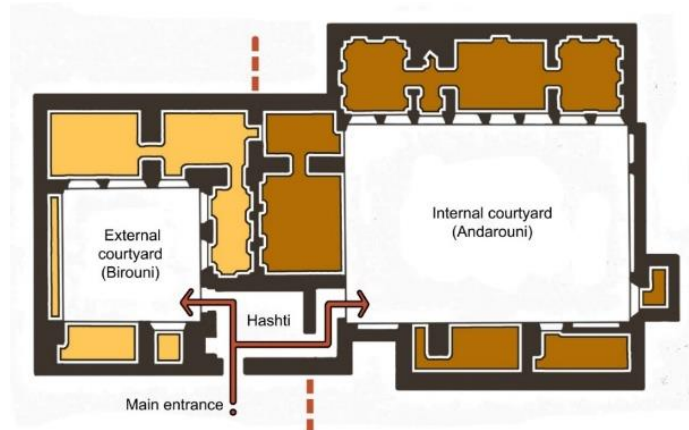 External
courtyard
(Birouni)
Internal courtyard
(Andarouni)
Hashti
Main entrance